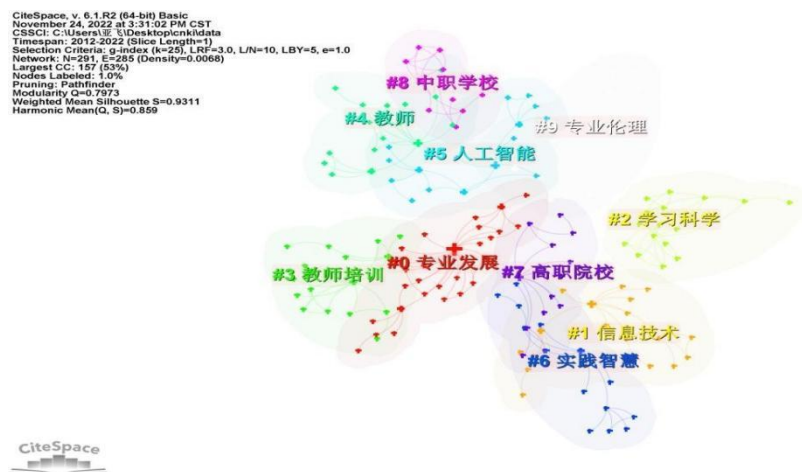 CiteSpace, v. 6.1.R2 (64-bit) Basic
November 24, 2022 at 3:31:02 PM CST
CSSCI: C:\Users\亚飞\Desktop\cnki\data
Timespan: 2012-2022 (Slice Length=1)
Selection Criteria: g-index (k=25), LRF=3.0, L/N=10, LBY=5, e=1.0
Network: N=291, E=285 (Density=0.0068)
Largest CC: 157 (53%)
Nodes Labeled: 1.0%
Pruning: Pathfinder
Modularity Q=0.7973
Weighted Mean Silhouette S=0.9311
Harmonic Mean(Q, S)=0.859
#8 中职学校
#4 教师
#9 专业伦理
#5 人工智能
#2 学习科学
#3 教师培训
#0 专业发展
#7 高职院校
#1 信息技术
#6 实践智慧
CiteSpace